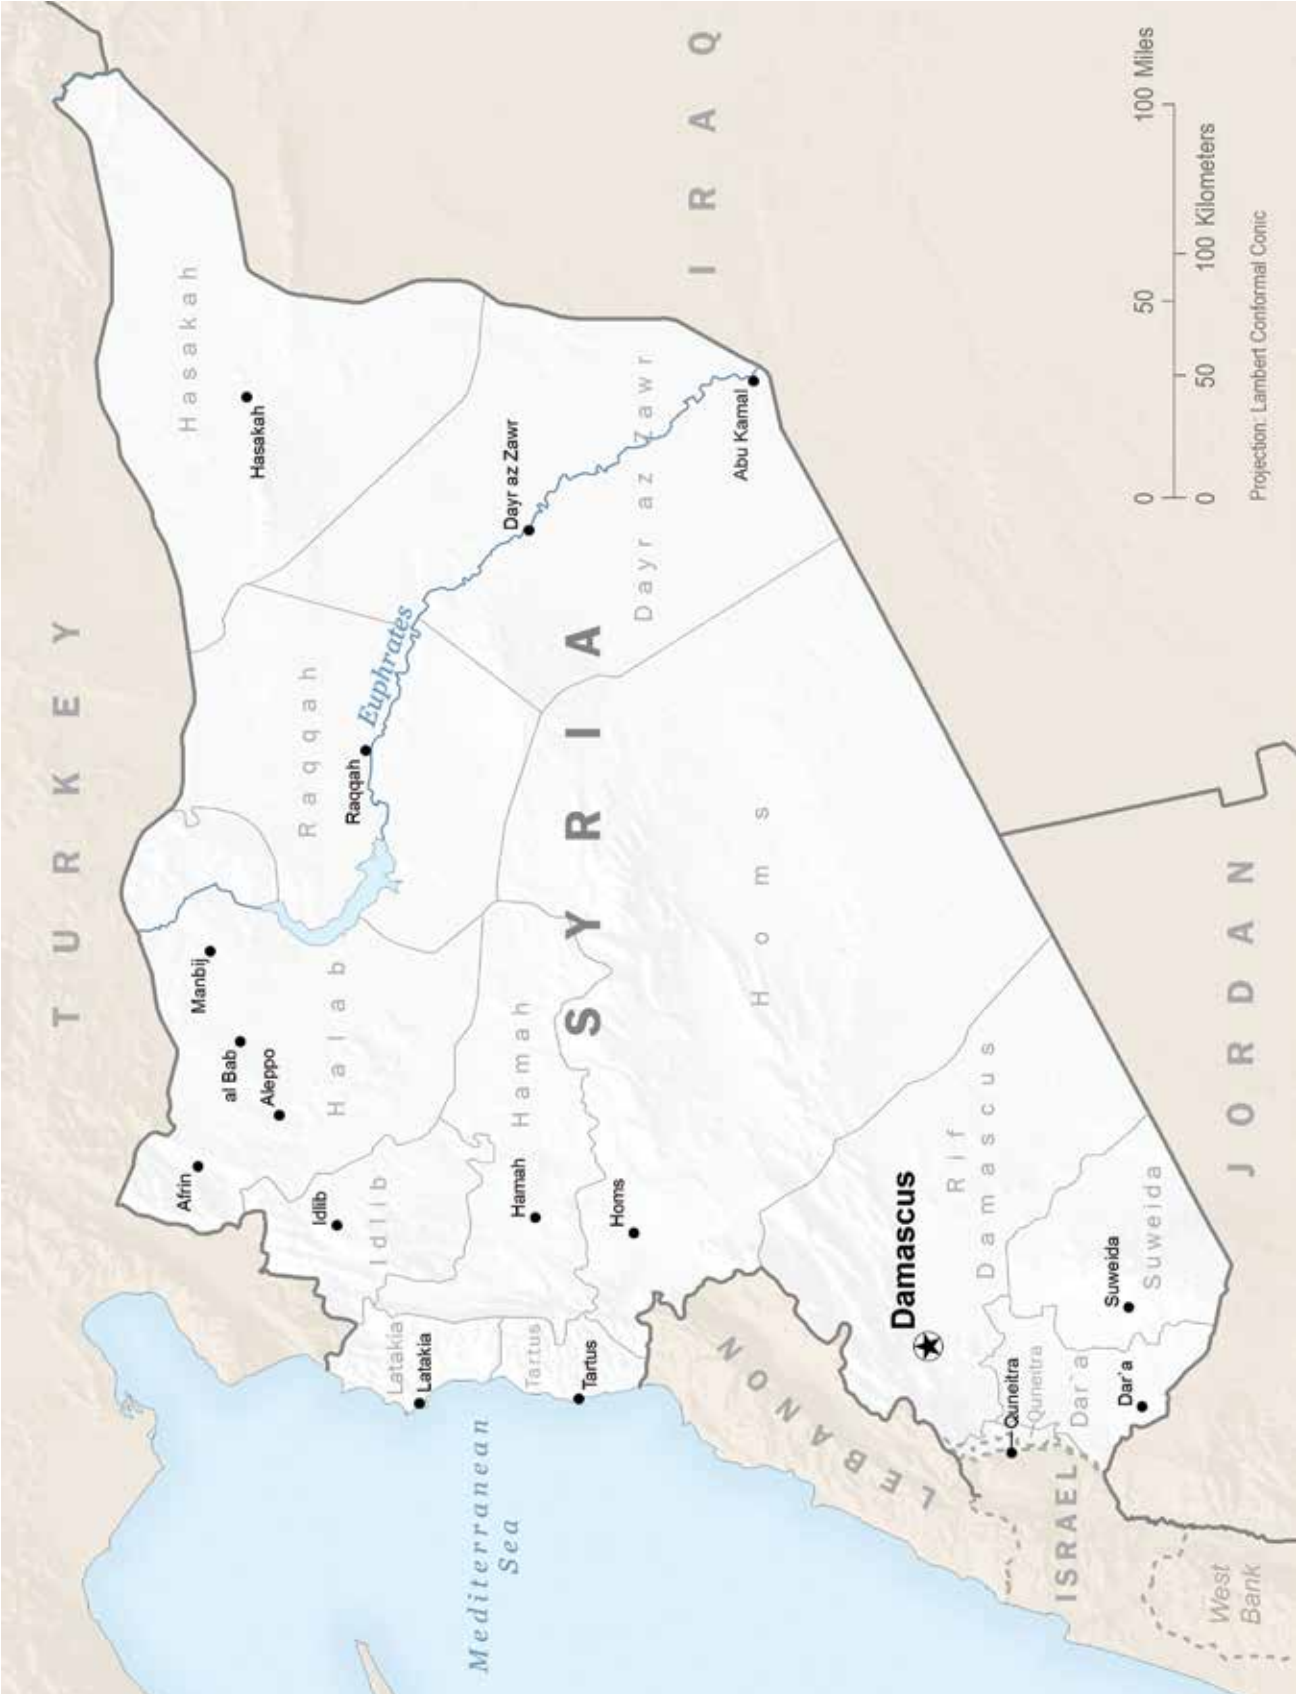 TURKEY
Hasakah
Hasakah
Manbij
al Bab
Aleppo
Afrin
Halab
Raqqah
Raqqah
Euphrates
Idlib
Idlib
Latakia
Latakia
Hamah
Hamah
Dayr az Zawr
Dayr az Zawr
SYRIA
Mediterranean
Sea
Tartus
Tartus
Homs
Homs
Abu Kamal
IRAQ
LEBANON
Damascus
Rif
Damascus
Quneitra
Quneitra
ISRAEL
Dar'a
Dar'a
Suweida
Suweida
JORDAN
West
Bank
0 50 100 Miles
0 50 100 Kilometers
Projection: Lambert Conformal Conic